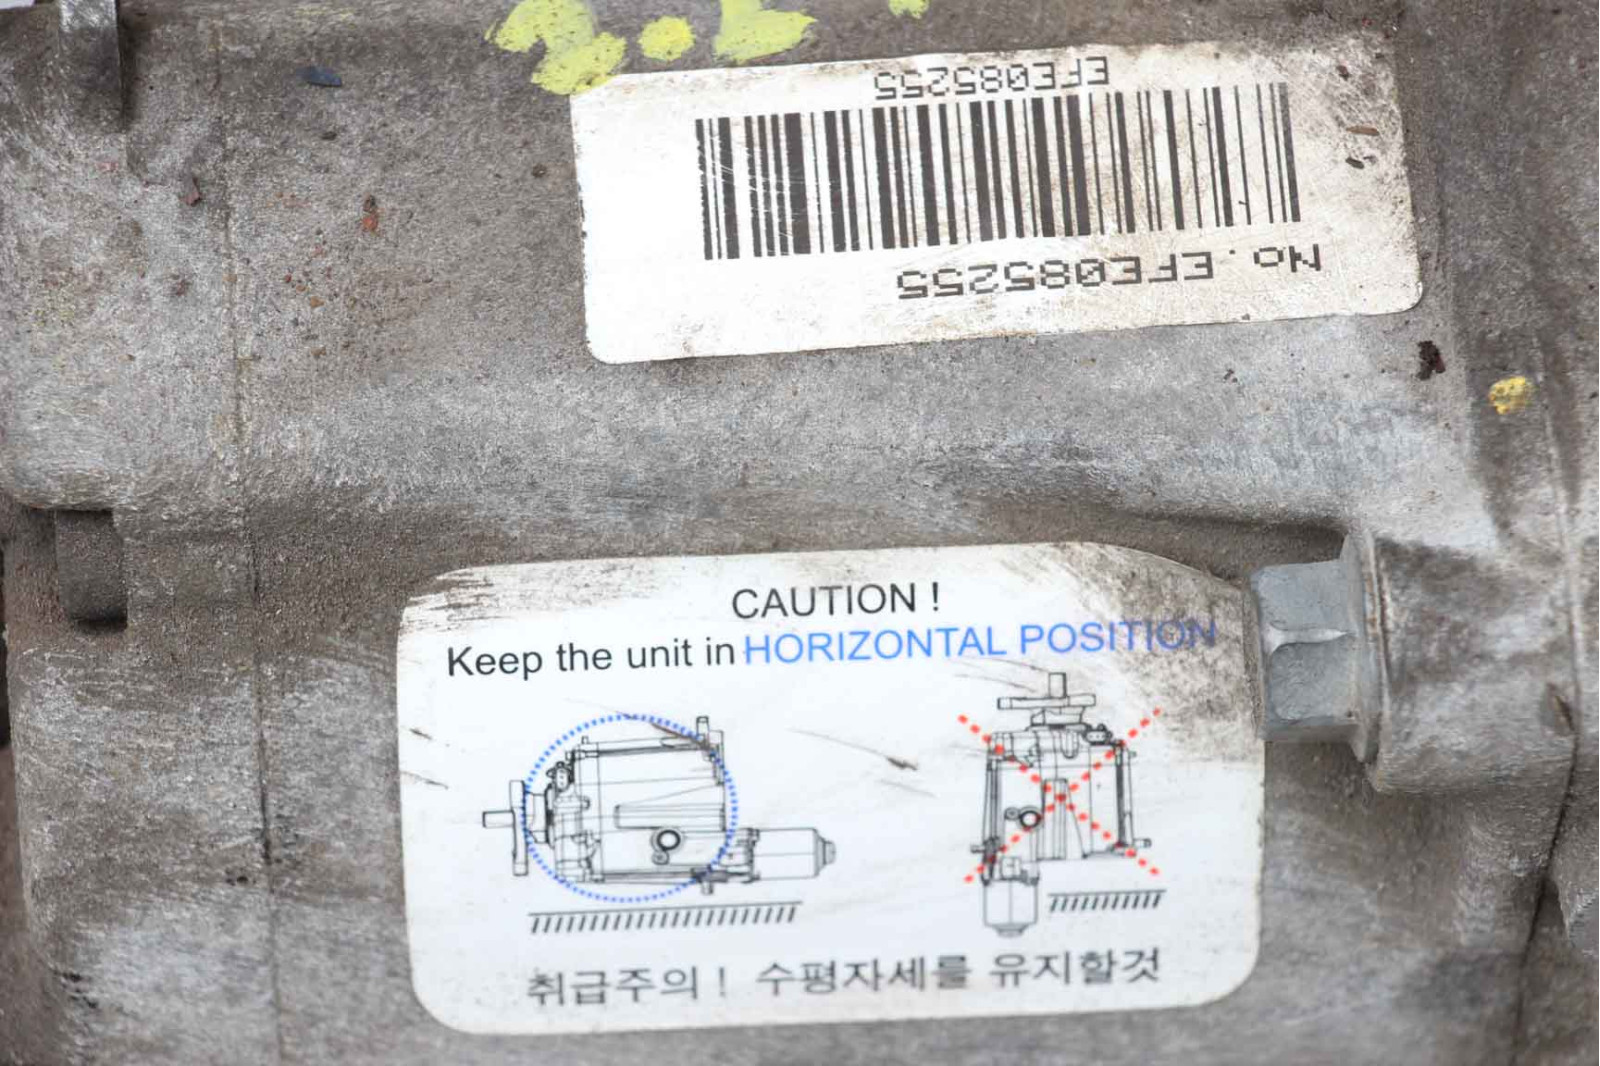 EFE085255
No.EFE085255
CAUTION !
Keep the unit in HORIZONTAL POSITION
취급주의 ! 수평자세를 유지할것